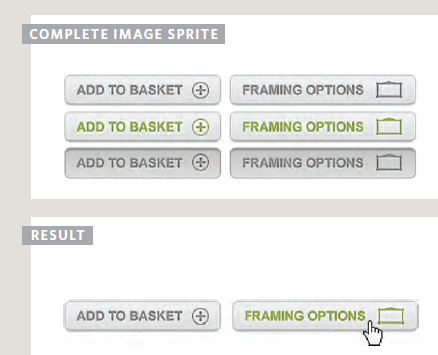 COMPLETE IMAGE SPRITE
ADD TO BASKET FRAMING OPTIONS
ADD TO BASKET FRAMING OPTIONS
ADD TO BASKET FRAMING OPTIONS
RESULT
ADD TO BASKET FRAMING OPTIONS